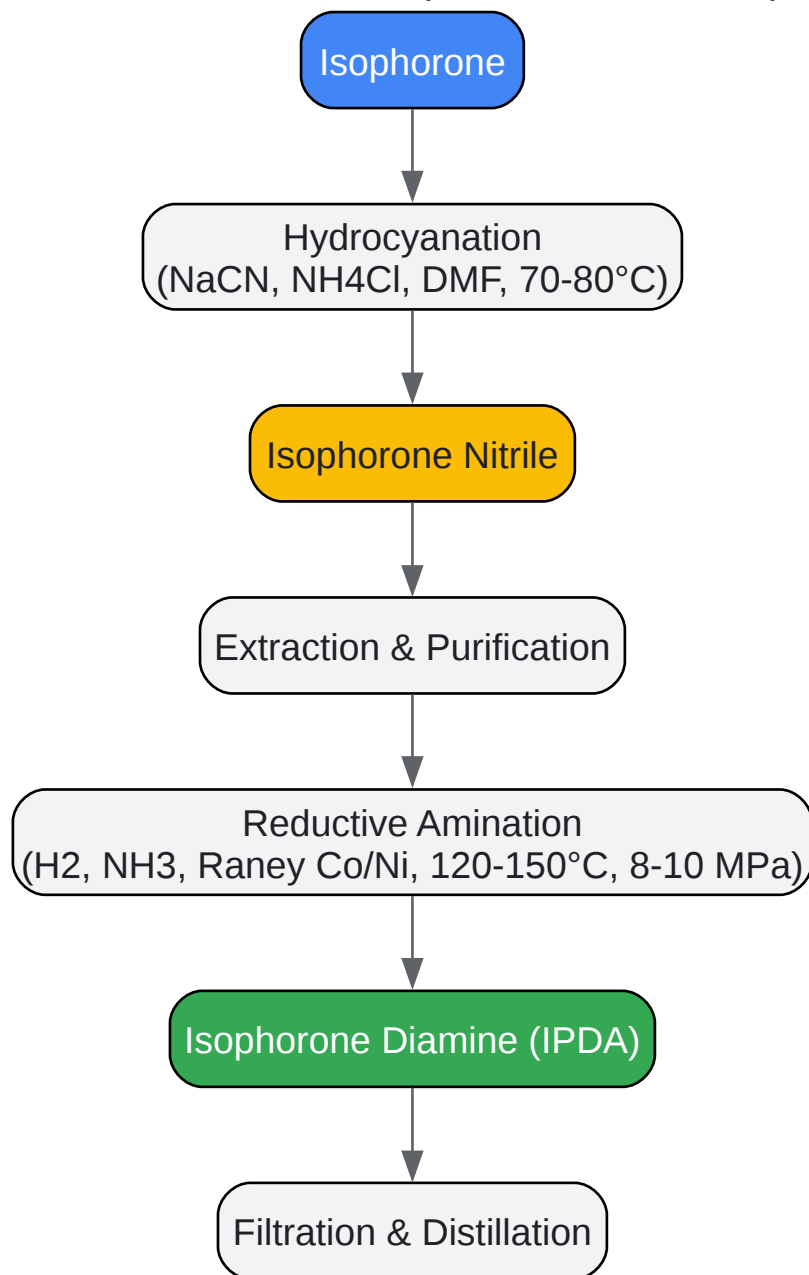 Isophorone
Hydrocyanation
(NaCN, NH4Cl, DMF, 70-80°C)
Isophorone Nitrile
Extraction & Purification
Reductive Amination
(H2, NH3, Raney Co/Ni, 120-150°C, 8-10 MPa)
Isophorone Diamine (IPDA)
Filtration & Distillation